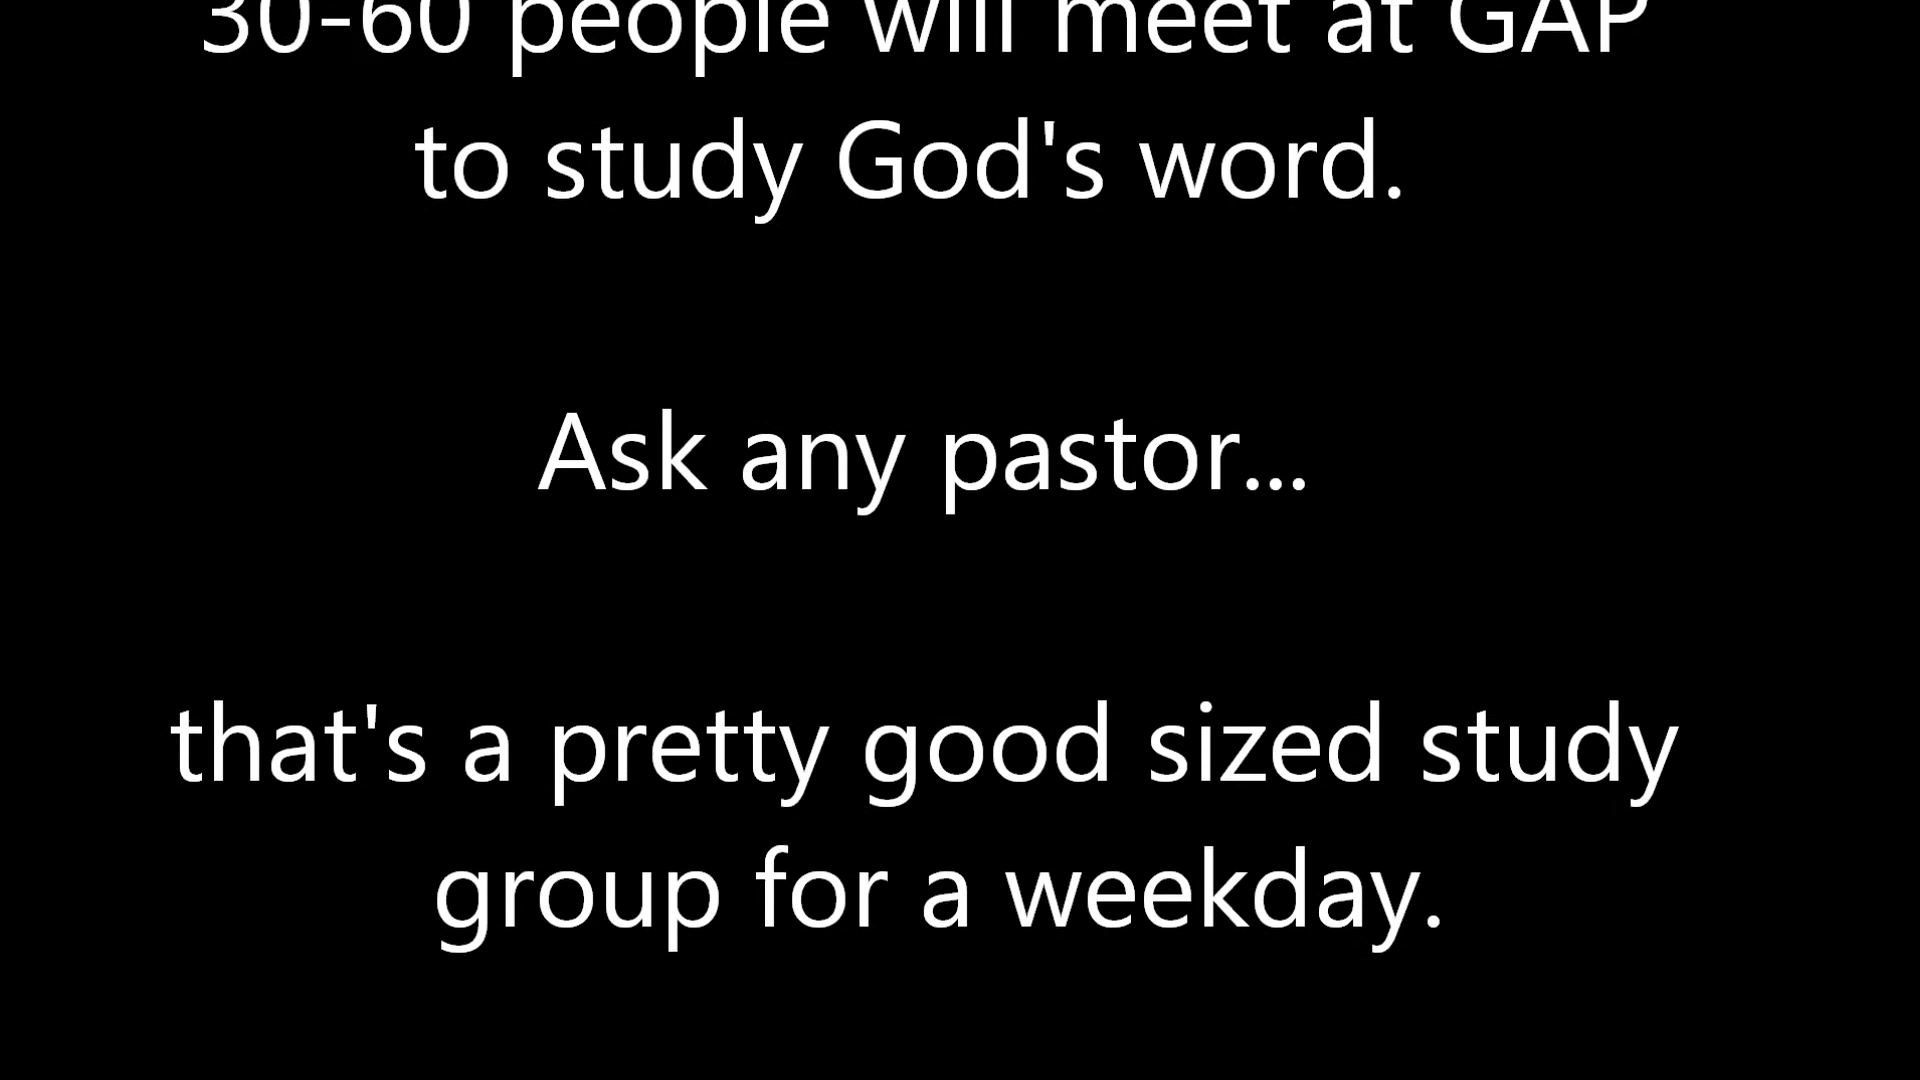 30-60 people will meet at GAP
to study God's word.
Ask any pastor...
that's a pretty good sized study
group for a weekday.